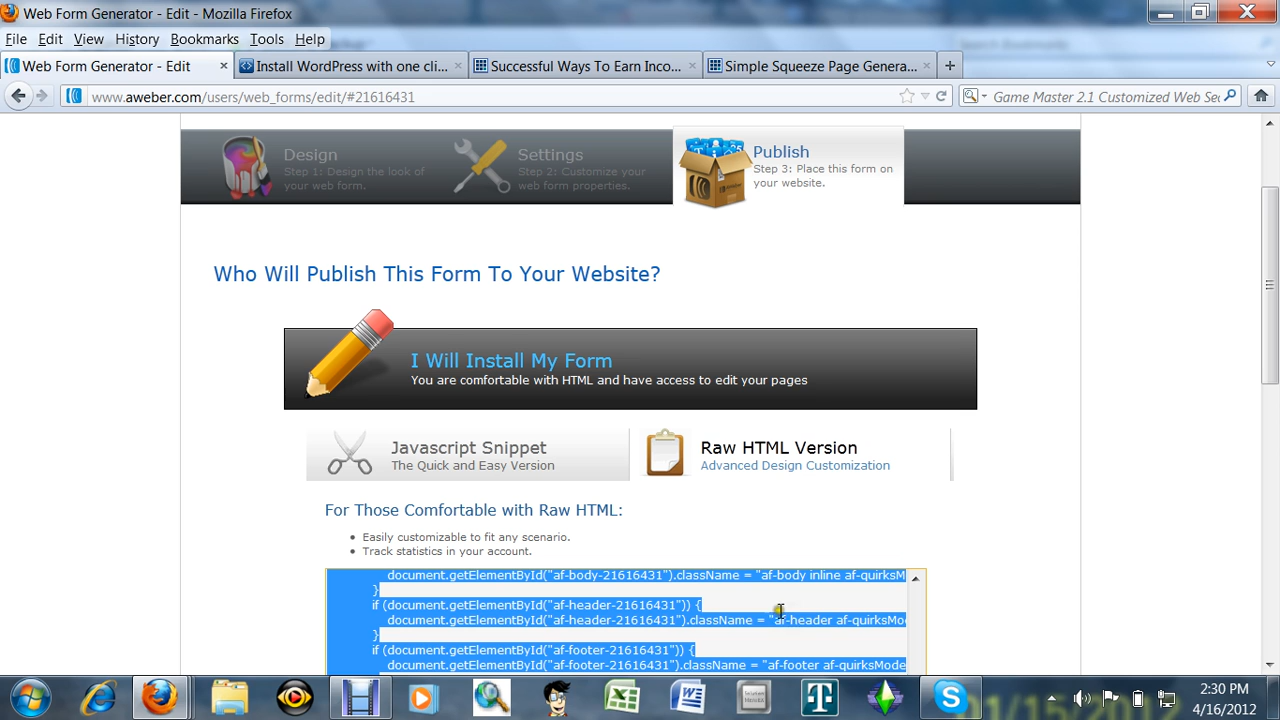 Web Form Generator - Edit - Mozilla Firefox
File Edit View History Bookmarks Tools Help
Web Form Generator - Edit × Install WordPress with one cli... × Successful Ways To Earn Inco... × Simple Squeeze Page Genera... × +
www.aweber.com/users/web_forms/edit/#21616431
Game Master 2.1 Customized Web Sec
Design
Step 1: Design the look of
your web form.
Settings
Step 2: Customize your
web form properties.
Publish
Step 3: Place this form on
your website.
Who Will Publish This Form To Your Website?
I Will Install My Form
You are comfortable with HTML and have access to edit your pages
Javascript Snippet
The Quick and Easy Version
Raw HTML Version
Advanced Design Customization
For Those Comfortable with Raw HTML:
• Easily customizable to fit any scenario.
• Track statistics in your account.
document.getElementById("af-body-21616431").className = "af-body inline af-quirksM
}
if (document.getElementById("af-header-21616431")) {
document.getElementById("af-header-21616431").className = "af-header af-quirksMo
}
if (document.getElementById("af-footer-21616431")) {
document.getElementById("af-footer-21616431").className = "af-footer af-quirksMode
2:30 PM
4/16/2012